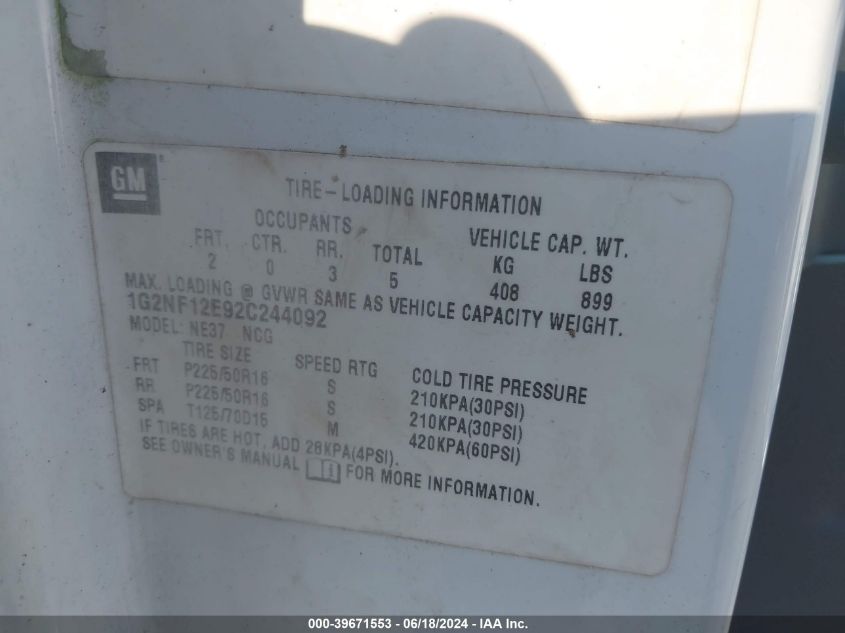 GM
TIRE-LOADING INFORMATION
OCCUPANTS VEHICLE CAP. WT.
FRT. CTR. RR. TOTAL KG LBS
2 0 3 5 408 899
MAX. LOADING @ GVWR SAME AS VEHICLE CAPACITY WEIGHT.
1G2NF12E92C244092
MODEL: NE37 NCG
TIRE SIZE SPEED RTG COLD TIRE PRESSURE
FRT P225/50R16 S 210KPA(30PSI)
RR P225/50R16 S 210KPA(30PSI)
SPA T125/70D15 M 420KPA(60PSI)
IF TIRES ARE HOT, ADD 28KPA(4PSI).
SEE OWNER'S MANUAL FOR MORE INFORMATION.
000-39671553 - 06/18/2024 - IAAI.COM